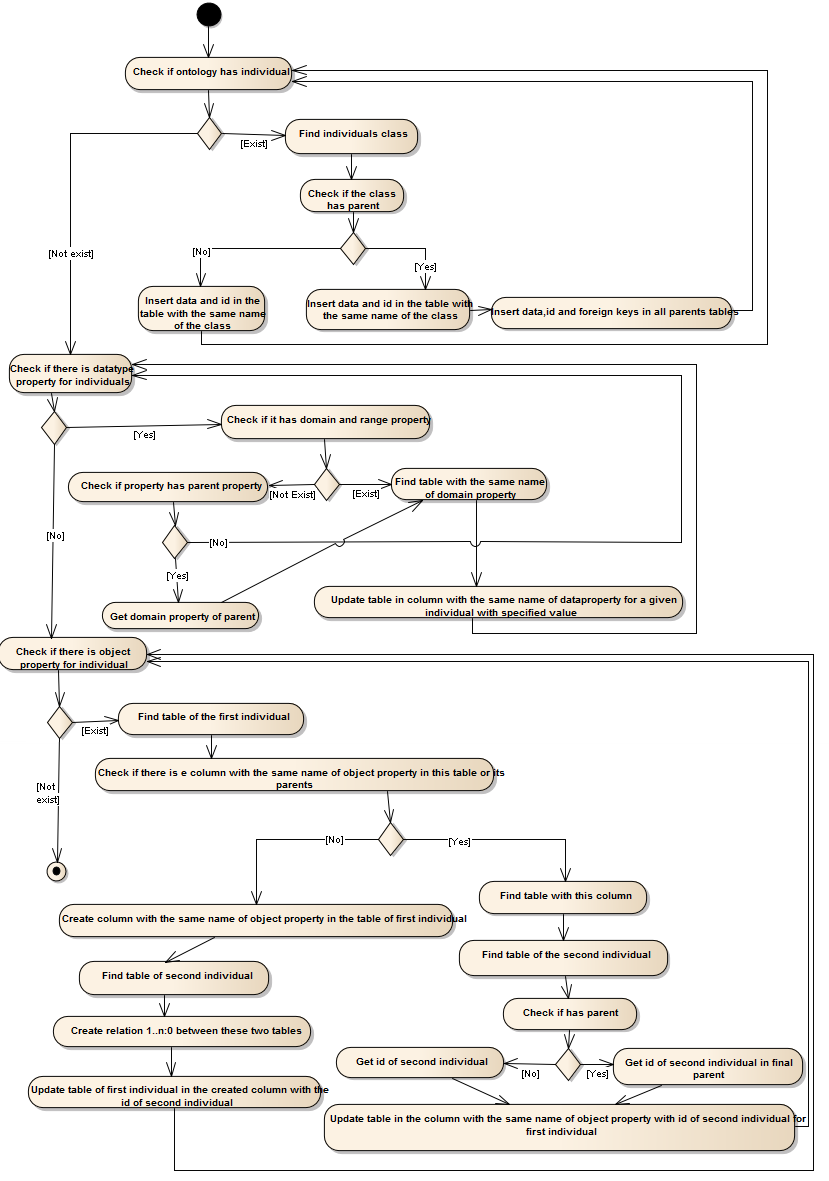 Check if ontology has individual
[Exist]
Find individuals class
Check if the class
has parent
[Not exist]
[No]
[Yes]
Insert data and id in the
table with the same name
of the class
Insert data and id in the table with
the same name of the class
Insert data,id and foreign keys in all parents tables
Check if there is datatype
property for individuals
[Yes]
Check if it has domain and range property
Check if property has parent property
[Not Exist]
[Exist]
Find table with the same name
of domain property
[No]
[No]
[Yes]
Get domain property of parent
Update table in column with the same name of dataproperty for a given
individual with specified value
Check if there is object
property for individual
[Exist]
Find table of the first individual
Check if there is e column with the same name of object property in this table or its
parents
[Not
exist]
[No]
[Yes]
Find table with this column
Create column with the same name of object property in the table of first individual
Find table of the second individual
Find table of second individual
Check if has parent
Create relation 1..n:0 between these two tables
Get id of second individual
[No]
[Yes]
Get id of second individual in final
parent
Update table of first individual in the created column with the
id of second individual
Update table in the column with the same name of object property with id of second individual for
first individual